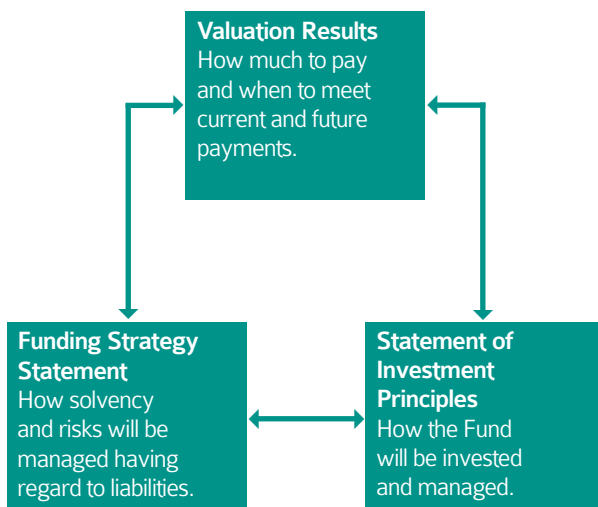 Valuation Results
How much to pay
and when to meet
current and future
payments.
Funding Strategy
Statement
How solvency
and risks will be
managed having
regard to liabilities.
Statement of
Investment
Principles
How the Fund
will be invested
and managed.